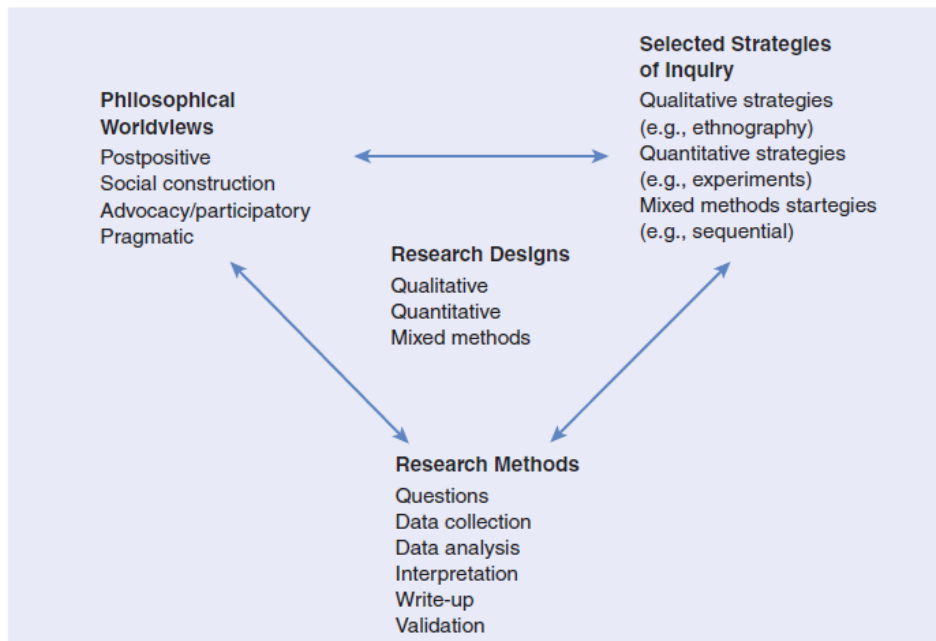 Philosophical
Worldviews
Postpositive
Social construction
Advocacy/participatory
Pragmatic
Selected Strategies
of Inquiry
Qualitative strategies
(e.g., ethnography)
Quantitative strategies
(e.g., experiments)
Mixed methods startegies
(e.g., sequential)
Research Designs
Qualitative
Quantitative
Mixed methods
Research Methods
Questions
Data collection
Data analysis
Interpretation
Write-up
Validation